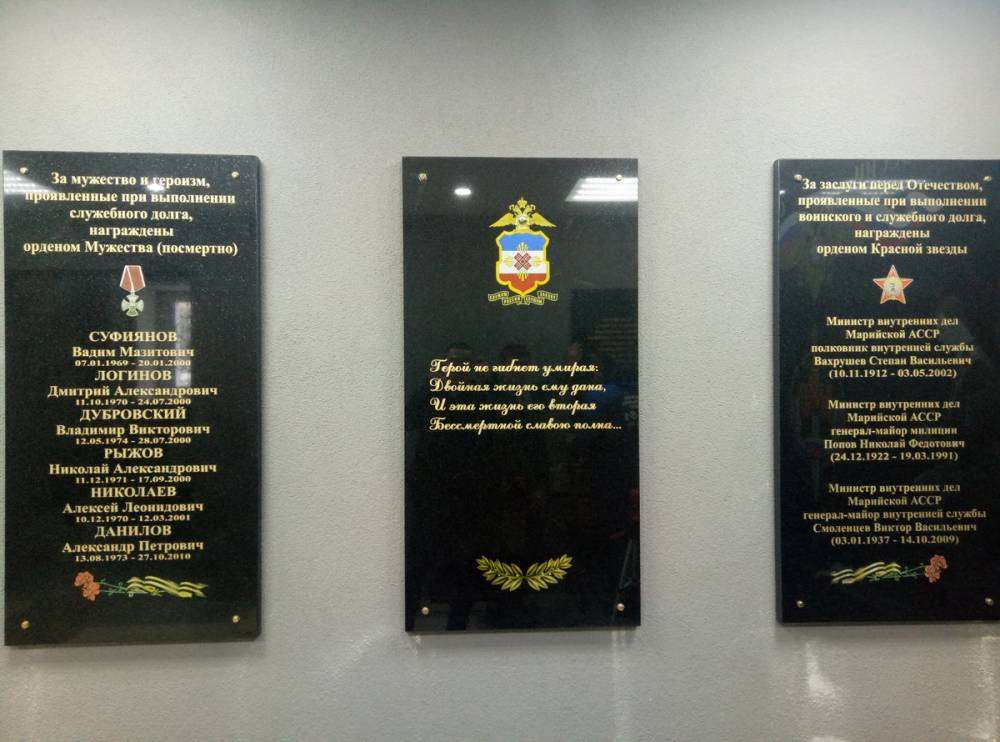 За мужество и героизм,
проявленные при выполнении
служебного долга,
награждены
орденом Мужества (посмертно)
СУФИЯНОВ
Вадим Мазитович
07.01.1969 - 20.01.2000
ЛОГИНОВ
Дмитрий Александрович
11.10.1970 - 24.07.2000
ДУБРОВСКИЙ
Владимир Викторович
12.05.1974 - 28.07.2000
РЫЖОВ
Николай Александрович
11.12.1971 - 17.09.2000
НИКОЛАЕВ
Алексей Леонидович
10.12.1970 - 12.03.2001
ДАНИЛОВ
Александр Петрович
13.08.1973 - 27.10.2010
Герой не гибнет умирая:
Двойная жизнь ему дана,
И эта жизнь его вторая
Бессмертной славою полна...
За заслуги перед Отечеством,
проявленные при выполнении
воинского и служебного долга,
награждены
орденом Красной звезды
Министр внутренних дел
Марийской АССР
полковник внутренней службы
Вахрушев Степан Васильевич
(10.11.1912 - 03.05.2002)
Министр внутренних дел
Марийской АССР
генерал-майор милиции
Попов Николай Федотович
(24.12.1922 - 19.03.1991)
Министр внутренних дел
Марийской АССР
генерал-майор внутренней службы
Смоленцев Виктор Васильевич
(03.01.1937 - 14.10.2009)